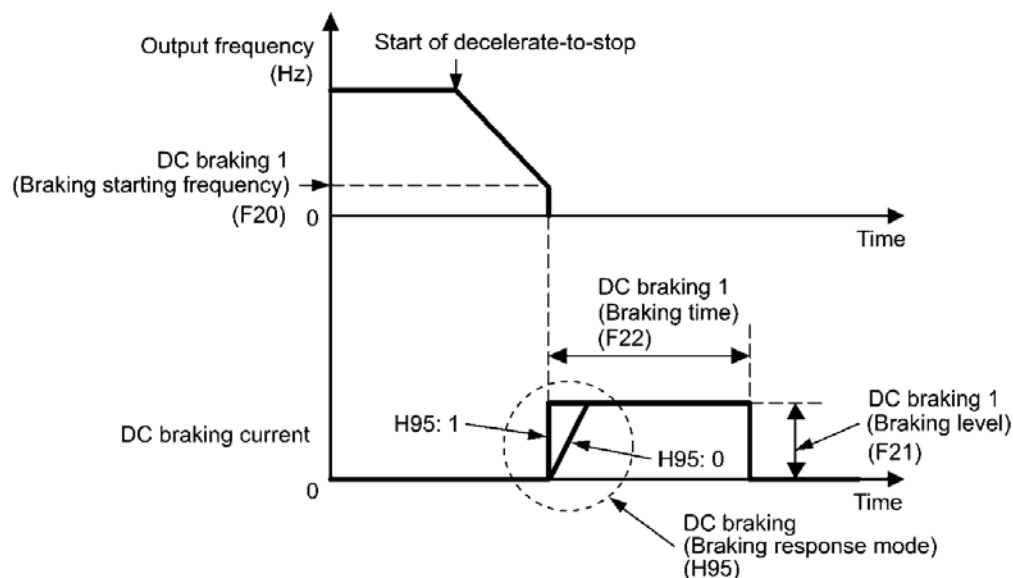 Output frequency
(Hz)
Start of decelerate-to-stop
DC braking 1
(Braking starting frequency)
(F20)
0
Time
DC braking 1
(Braking time)
(F22)
DC braking current
H95: 1
H95: 0
DC braking 1
(Braking level)
(F21)
0
Time
DC braking
(Braking response mode)
(H95)